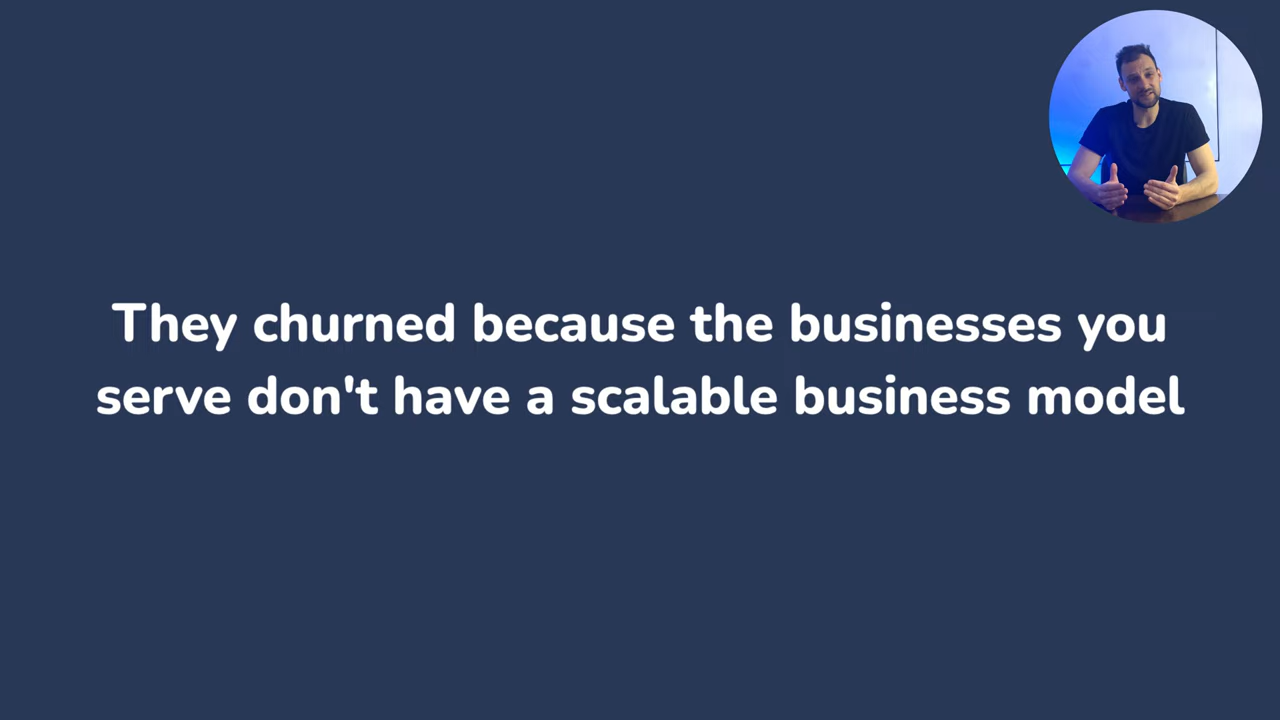 They churned because the businesses you
serve don't have a scalable business model